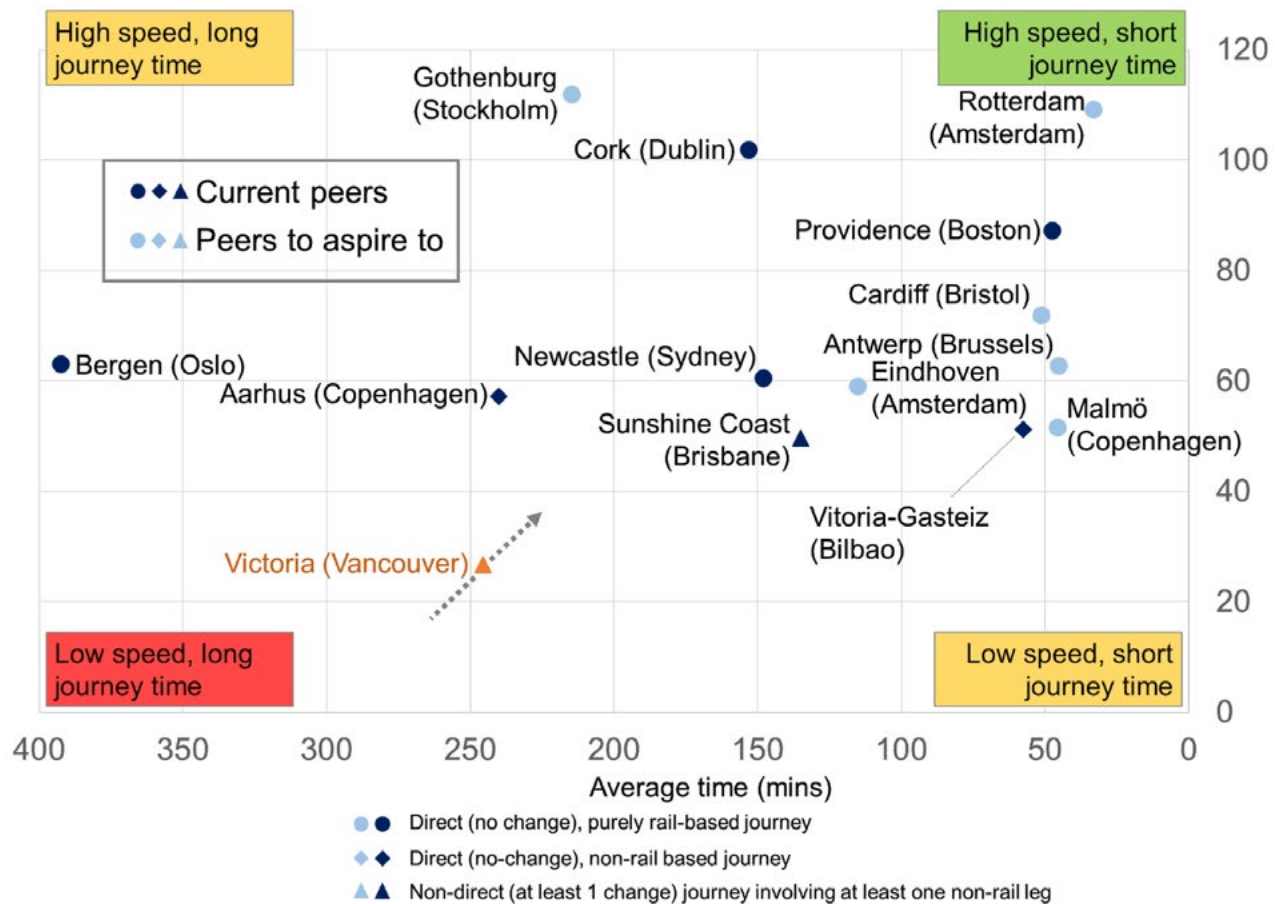 High speed, long
journey time
High speed, short
journey time
120
Gothenburg
(Stockholm)
Rotterdam
(Amsterdam)
Cork (Dublin)
100
Current peers
Peers to aspire to
Providence (Boston)
80
Cardiff (Bristol)
Antwerp (Brussels)
Newcastle (Sydney)
Bergen (Oslo)
Eindhoven
(Amsterdam)
60
Aarhus (Copenhagen)
Malmö
(Copenhagen)
Sunshine Coast
(Brisbane)
40
Vitoria-Gasteiz
(Bilbao)
Victoria (Vancouver)
20
Low speed, long
journey time
Low speed, short
journey time
0
400 350 300 250 200 150 100 50 0
Average time (mins)
Direct (no change), purely rail-based journey
Direct (no-change), non-rail based journey
Non-direct (at least 1 change) journey involving at least one non-rail leg